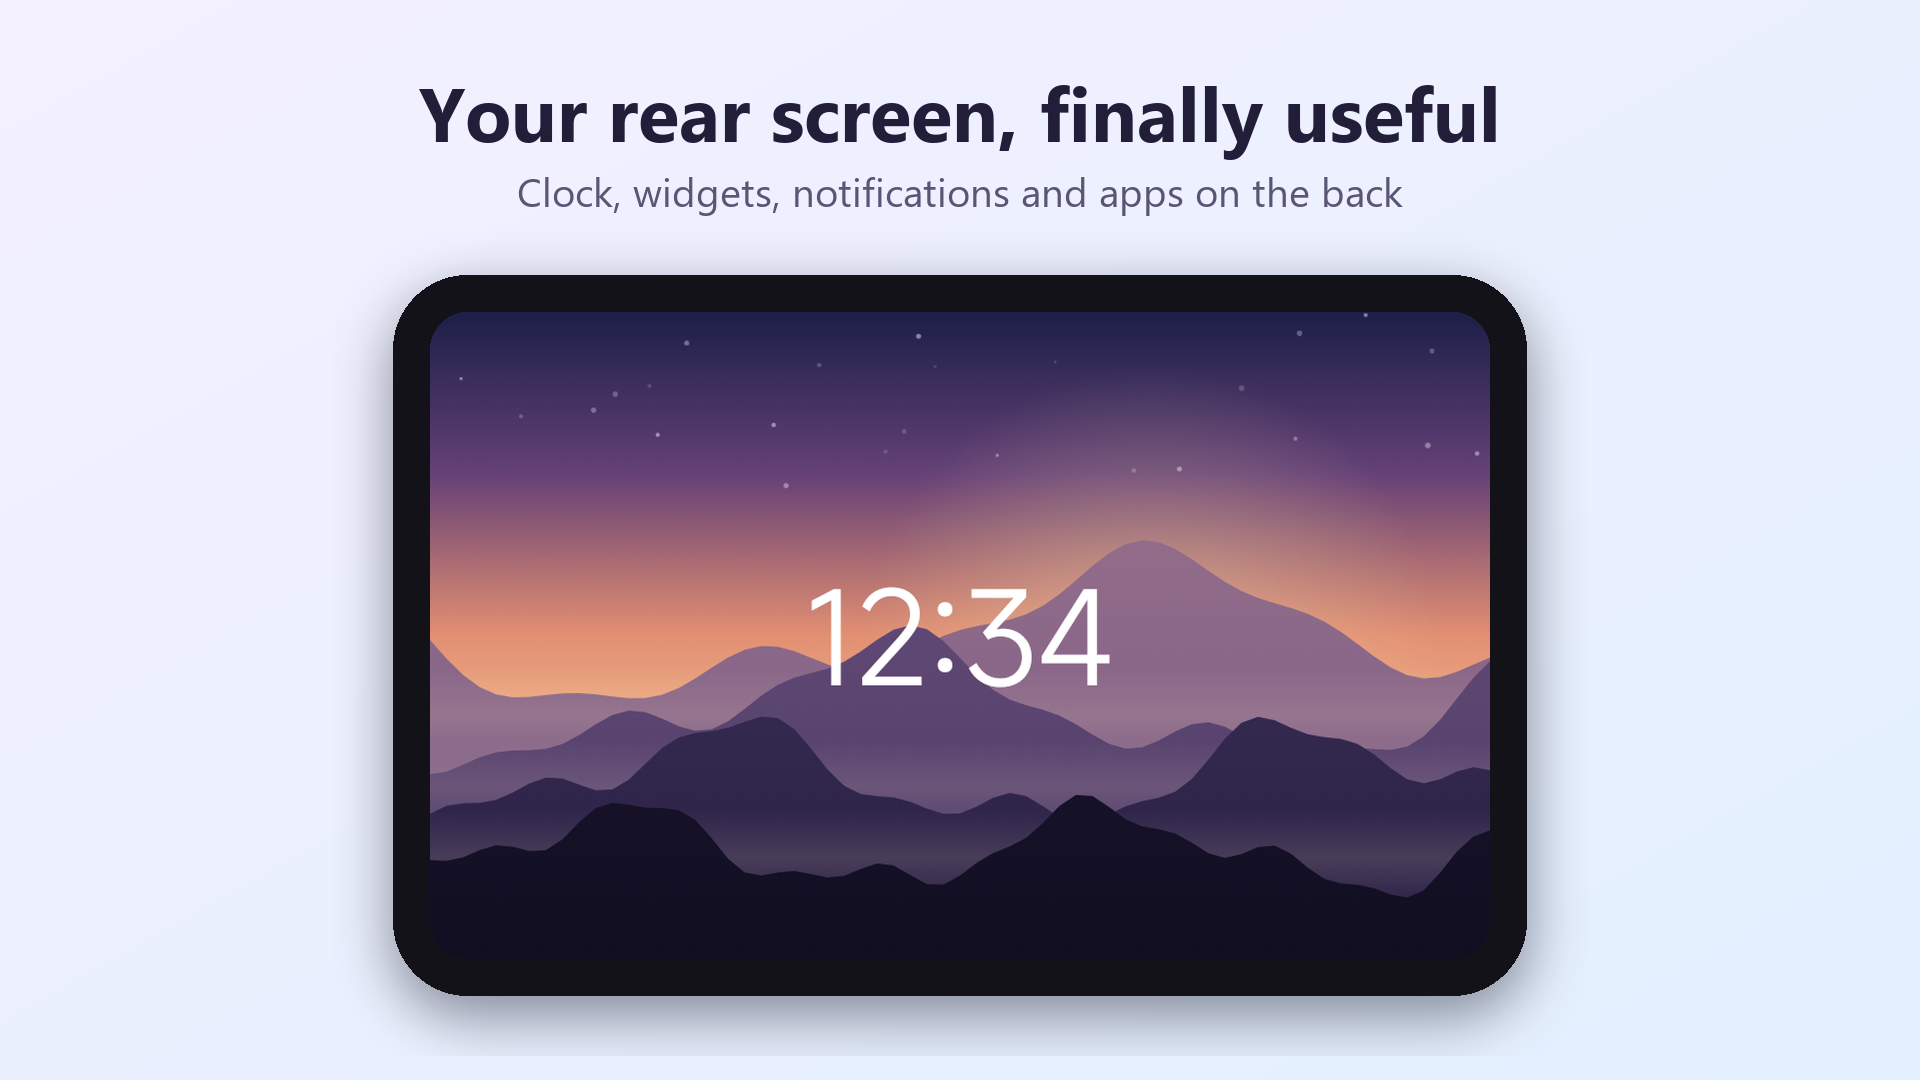 Your rear screen, finally useful
Clock, widgets, notifications and apps on the back
12:34